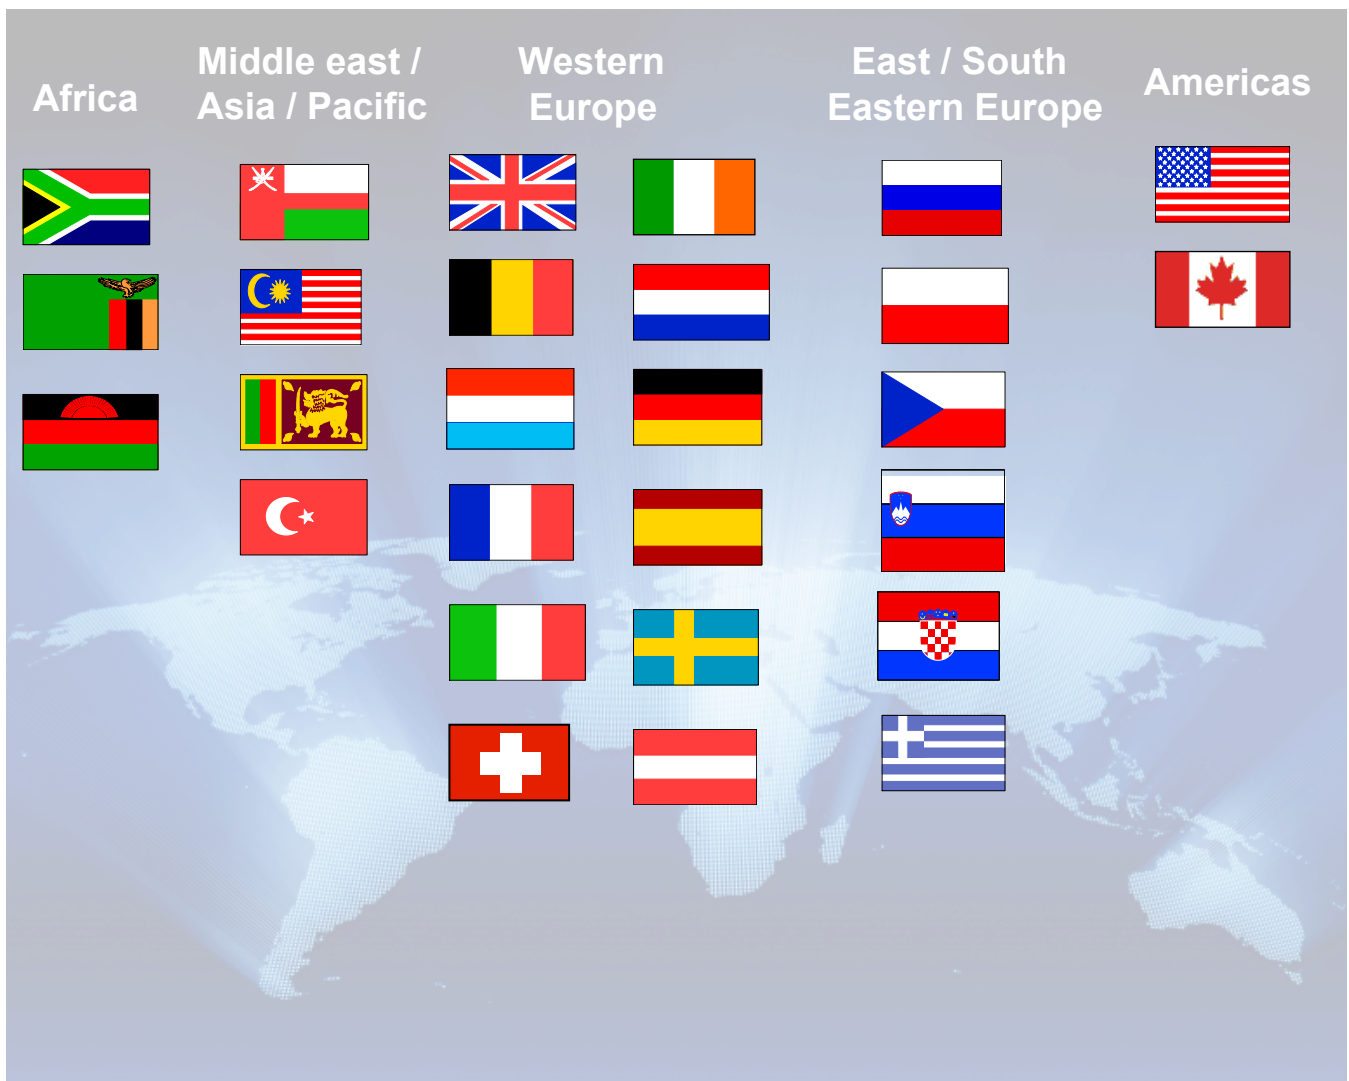 Africa
Middle east /
Asia / Pacific
Western
Europe
East / South
Eastern Europe
Americas